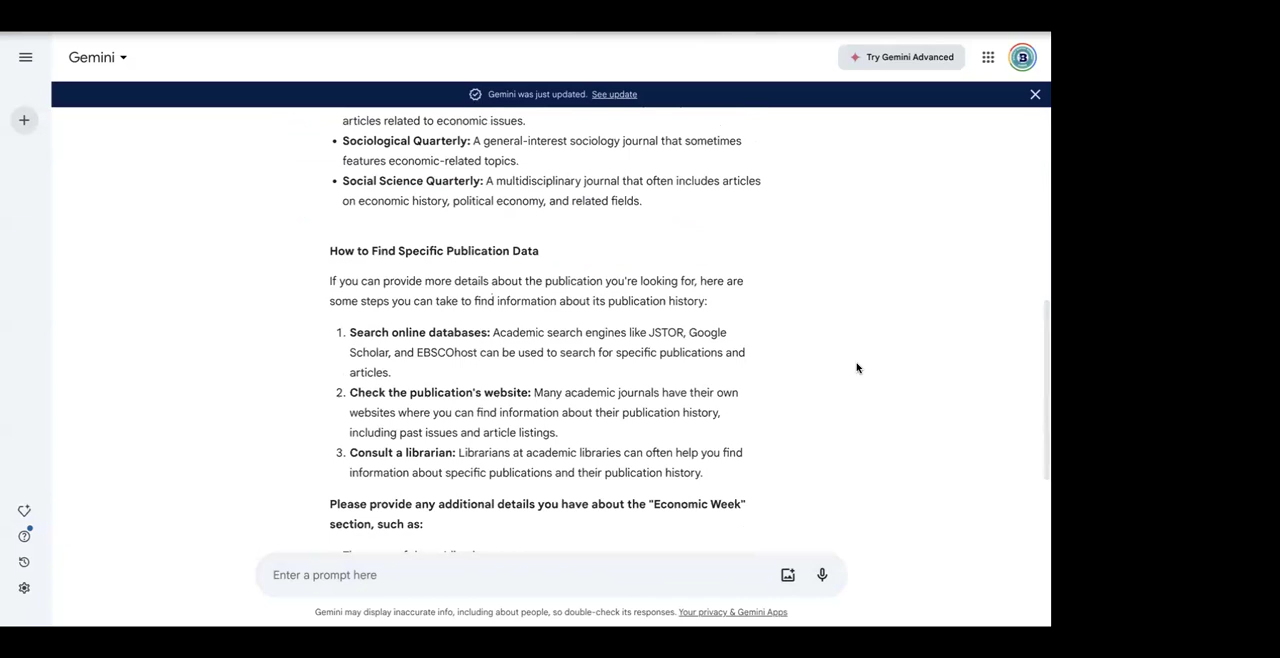 Gemini
Try Gemini Advanced
B
Gemini was just updated. See update
articles related to economic issues.
• Sociological Quarterly: A general-interest sociology journal that sometimes
features economic-related topics.
• Social Science Quarterly: A multidisciplinary journal that often includes articles
on economic history, political economy, and related fields.
How to Find Specific Publication Data
If you can provide more details about the publication you're looking for, here are
some steps you can take to find information about its publication history:
1. Search online databases: Academic search engines like JSTOR, Google
Scholar, and EBSCOhost can be used to search for specific publications and
articles.
2. Check the publication's website: Many academic journals have their own
websites where you can find information about their publication history,
including past issues and article listings.
3. Consult a librarian: Librarians at academic libraries can often help you find
information about specific publications and their publication history.
Please provide any additional details you have about the "Economic Week"
section, such as:
Enter a prompt here
Gemini may display inaccurate info, including about people, so double-check its responses. Your privacy & Gemini Apps